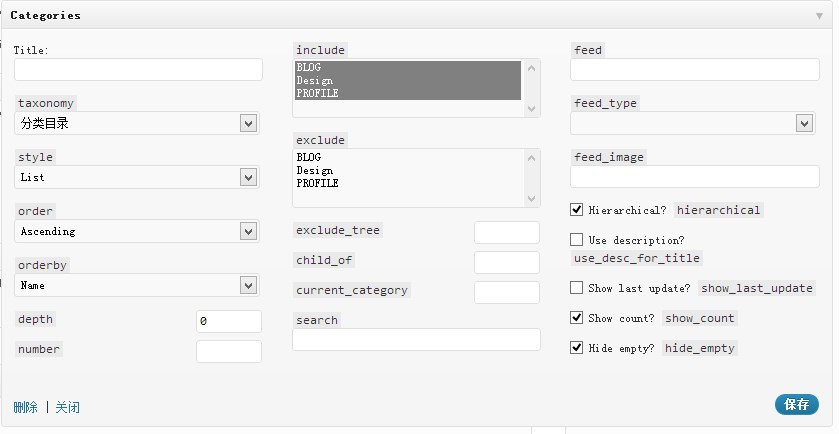 Categories
Title:
taxonomy
分类目录
style
List
order
Ascending
orderby
Name
depth
0
number
include
BLOG
Design
PROFILE
exclude
BLOG
Design
PROFILE
exclude_tree
child_of
current_category
search
feed
feed_type
feed_image
Hierarchical? hierarchical
Use description?
use_desc_for_title
Show last update? show_last_update
Show count? show_count
Hide empty? hide_empty
删除 | 关闭
保存